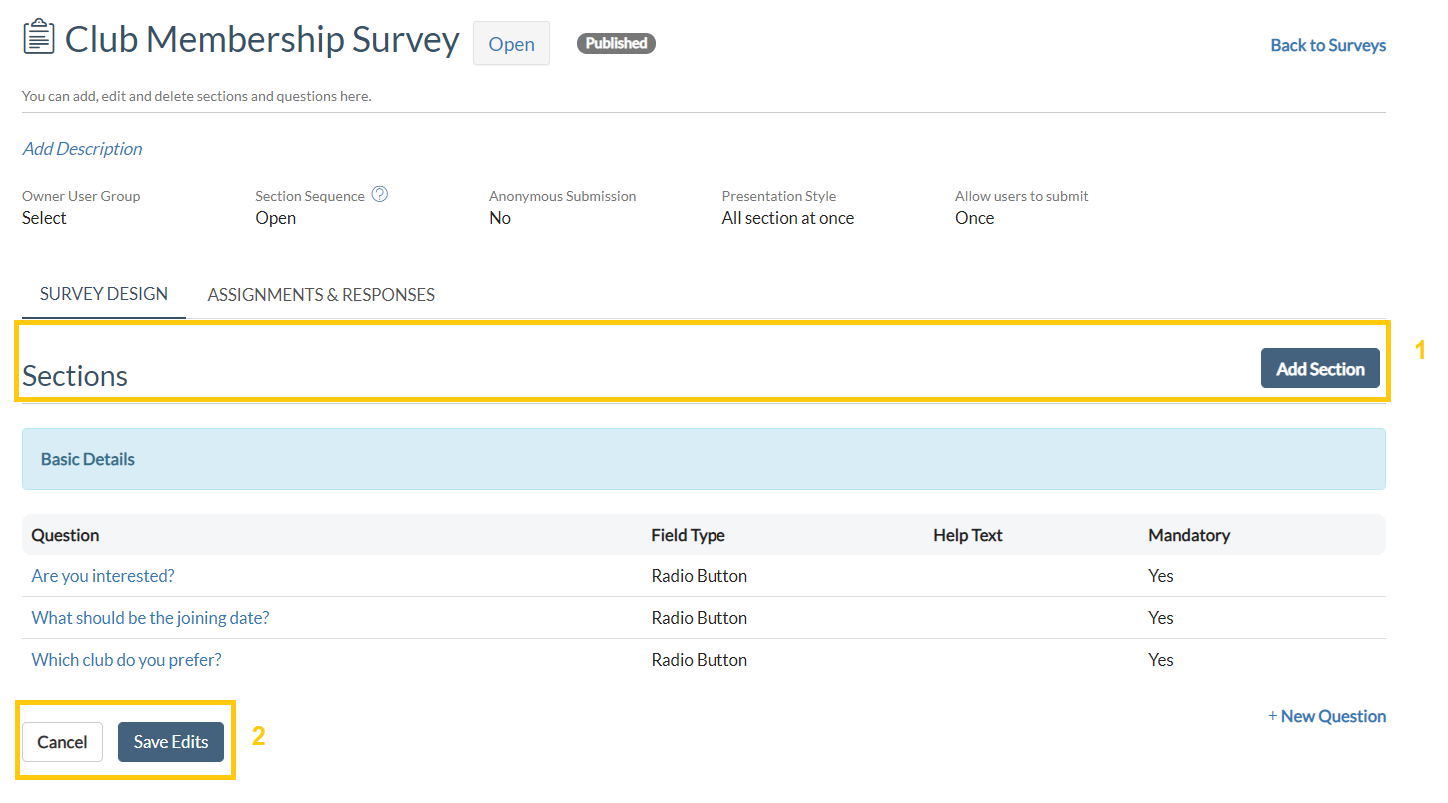 Club Membership Survey Open Published Back to Surveys
You can add, edit and delete sections and questions here.
Add Description
Owner User Group Section Sequence ? Anonymous Submission Presentation Style Allow users to submit
Select Open No All section at once Once
SURVEY DESIGN ASSIGNMENTS & RESPONSES
1
Sections Add Section
Basic Details
Question Field Type Help Text Mandatory
Are you interested? Radio Button Yes
What should be the joining date? Radio Button Yes
Which club do you prefer? Radio Button Yes
+ New Question
Cancel Save Edits 2